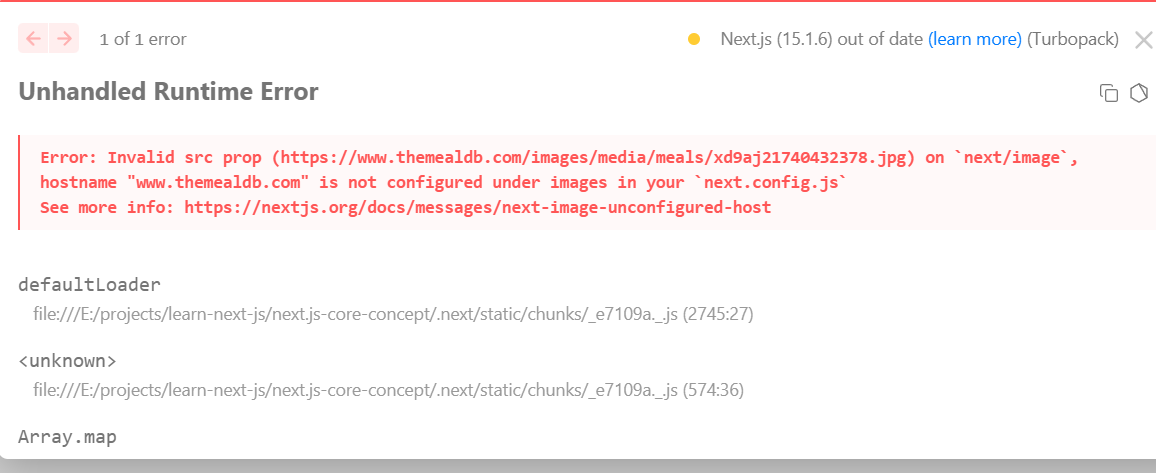 1 of 1 error
Next.js (15.1.6) out of date (learn more) (Turbopack)
Unhandled Runtime Error
Error: Invalid src prop (https://www.themealdb.com/images/media/meals/xd9aj21740432378.jpg) on `next/image`,
hostname "www.themealdb.com" is not configured under images in your `next.config.js`
See more info: https://nextjs.org/docs/messages/next-image-unconfigured-host
defaultLoader
file:///E:/projects/learn-next-js/next.js-core-concept/.next/static/chunks/_e7109a._.js (2745:27)
<unknown>
file:///E:/projects/learn-next-js/next.js-core-concept/.next/static/chunks/_e7109a._.js (574:36)
Array.map